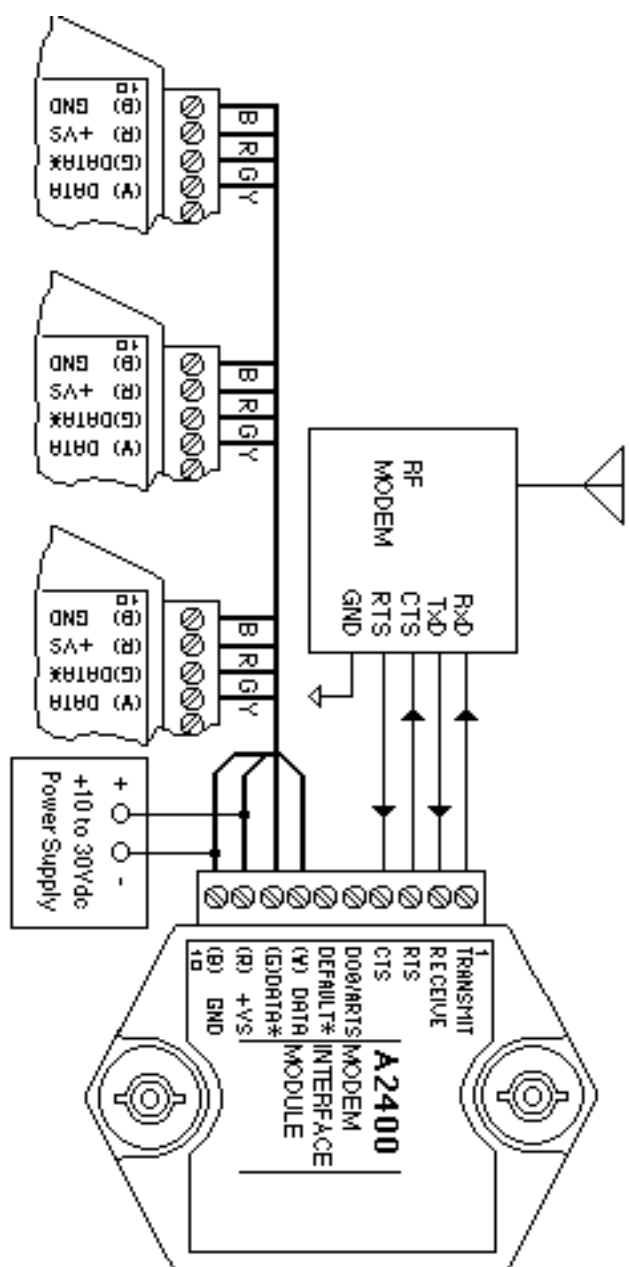 10
(B) GND
(R) +VS
(G)DATA*
(Y) DATA
B
R
G
Y
10
(B) GND
(R) +VS
(G)DATA*
(Y) DATA
B
R
G
Y
10
(B) GND
(R) +VS
(G)DATA*
(Y) DATA
B
R
G
Y
RF
MODEM
RxD
TxD
CTS
RTS
GND
+
-
+10 to 30Vdc
Power Supply
1
TRANSMIT
RECEIVE
RTS
CTS
DO0/ARTS
DEFAULT*
(Y) DATA
(G)DATA*
(R) +VS
(B) GND
10
A2400
MODEM
INTERFACE
MODULE